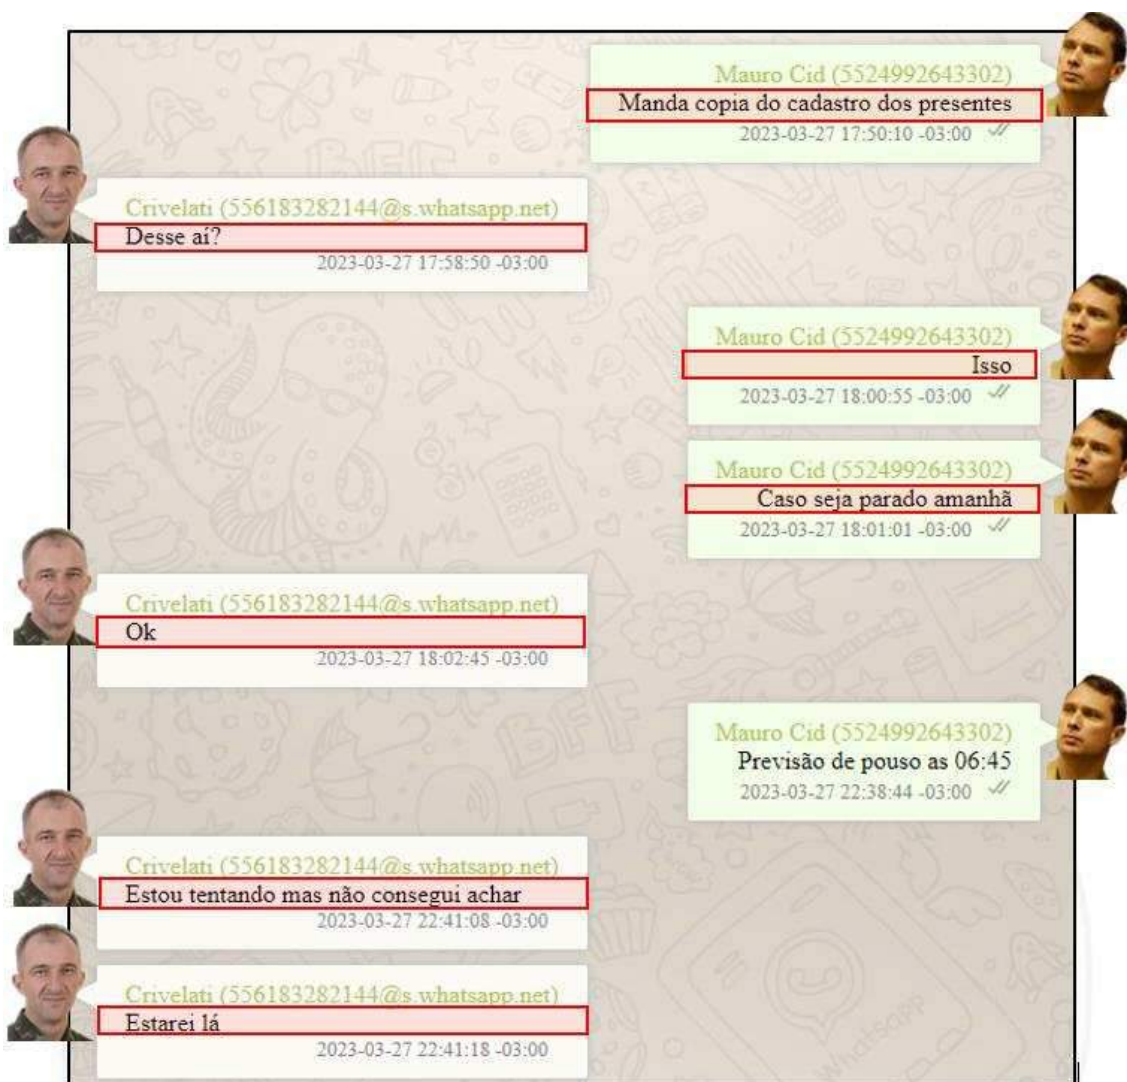 Mauro Cid (5524992643302)
Manda copia do cadastro dos presentes
2023-03-27 17:50:10 -03:00
Crivelati (556183282144@s.whatsapp.net)
Desse aí?
2023-03-27 17:58:50 -03:00
Mauro Cid (5524992643302)
Isso
2023-03-27 18:00:55 -03:00
Mauro Cid (5524992643302)
Caso seja parado amanhã
2023-03-27 18:01:01 -03:00
Crivelati (556183282144@s.whatsapp.net)
Ok
2023-03-27 18:02:45 -03:00
Mauro Cid (5524992643302)
Previsão de pouso as 06:45
2023-03-27 22:38:44 -03:00
Crivelati (556183282144@s.whatsapp.net)
Estou tentando mas não consegui achar
2023-03-27 22:41:08 -03:00
Crivelati (556183282144@s.whatsapp.net)
Estarei lá
2023-03-27 22:41:18 -03:00
BFF
BFF
WhatsApp